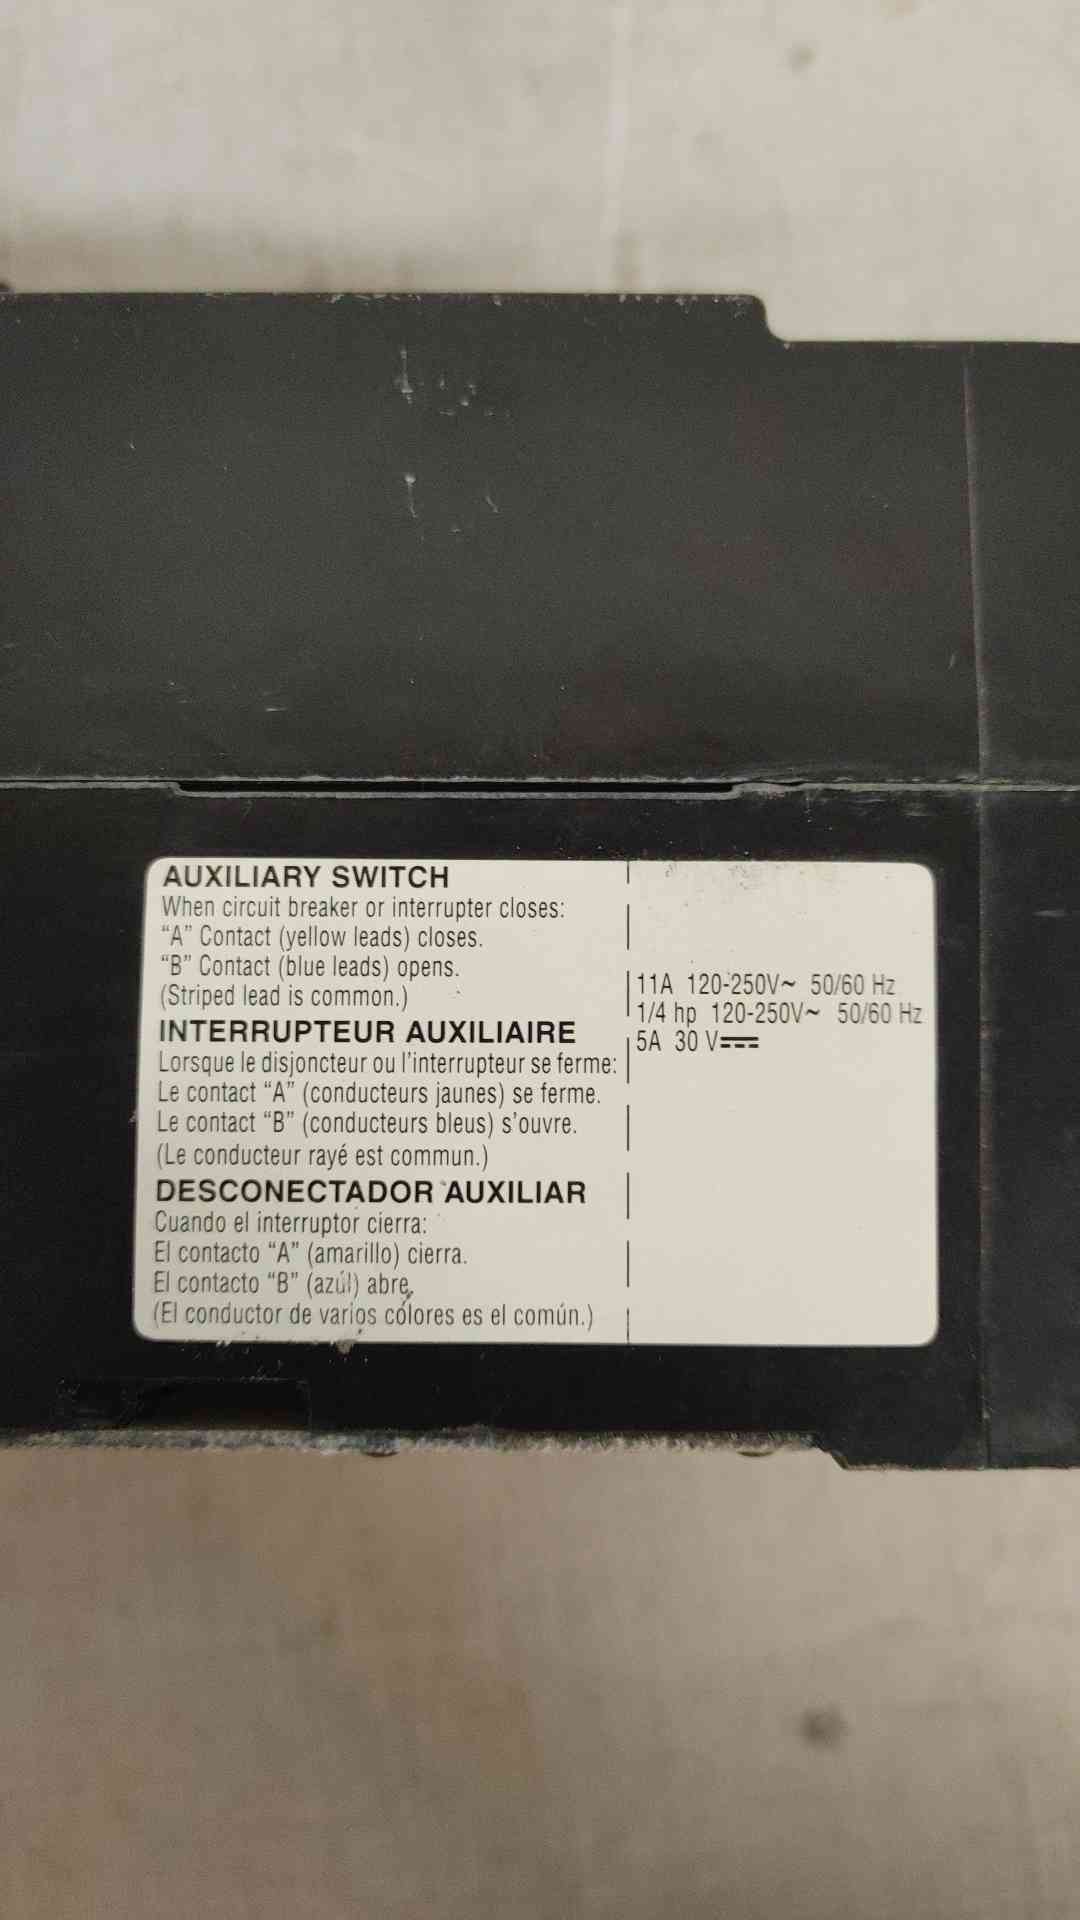 AUXILIARY SWITCH
When circuit breaker or interrupter closes:
“A” Contact (yellow leads) closes.
“B” Contact (blue leads) opens.
(Striped lead is common.)
INTERRUPTEUR AUXILIAIRE
Lorsque le disjoncteur ou l’interrupteur se ferme:
Le contact “A” (conducteurs jaunes) se ferme.
Le contact “B” (conducteurs bleus) s’ouvre.
(Le conducteur rayé est commun.)
DESCONECTADOR AUXILIAR
Cuando el interruptor cierra:
El contacto “A” (amarillo) cierra.
El contacto “B” (azúl) abre.
(El conductor de varios cólores es el común.)
11A 120-250V~ 50/60 Hz
1/4 hp 120-250V~ 50/60 Hz
5A 30 V⎓